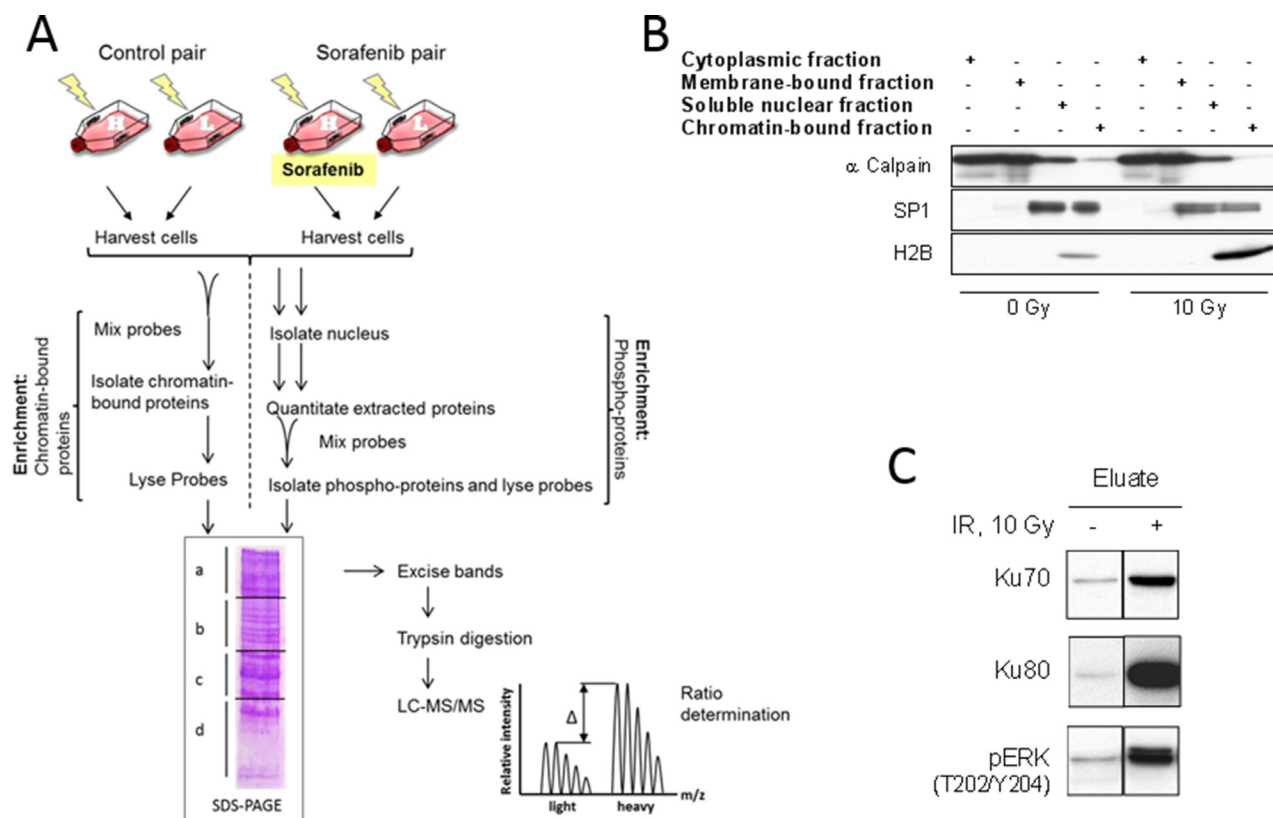 A
Control pair
Sorafenib pair
H
L
H
L
Sorafenib
Harvest cells
Harvest cells
Enrichment:
Chromatin-bound
proteins
Mix probes
Isolate chromatin-
bound proteins
Lyse Probes
Isolate nucleus
Quantitate extracted proteins
Mix probes
Isolate phospho-proteins and lyse probes
Enrichment:
Phospho-proteins
a
b
c
d
SDS-PAGE
Excise bands
Trypsin digestion
LC-MS/MS
Relative intensity
Δ
light
heavy
m/z
Ratio
determination
B
Cytoplasmic fraction + - - - + - - -
Membrane-bound fraction - + - - - + - -
Soluble nuclear fraction - - + - - - + -
Chromatin-bound fraction - - - + - - - +
α Calpain
SP1
H2B
0 Gy
10 Gy
C
Eluate
IR, 10 Gy - +
Ku70
Ku80
pERK
(T202/Y204)